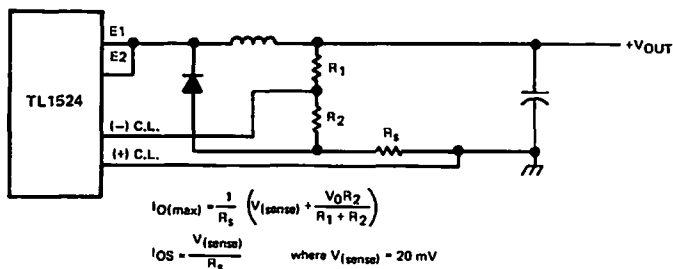 E1
E2
+VOUT
R1
TL1524
R2
(−) C.L.
Rs
(+) C.L.
IO(max) = 1/Rs (V(sense) + VOR2/R1 + R2)
IOS = V(sense)/Rs where V(sense) = 20 mV